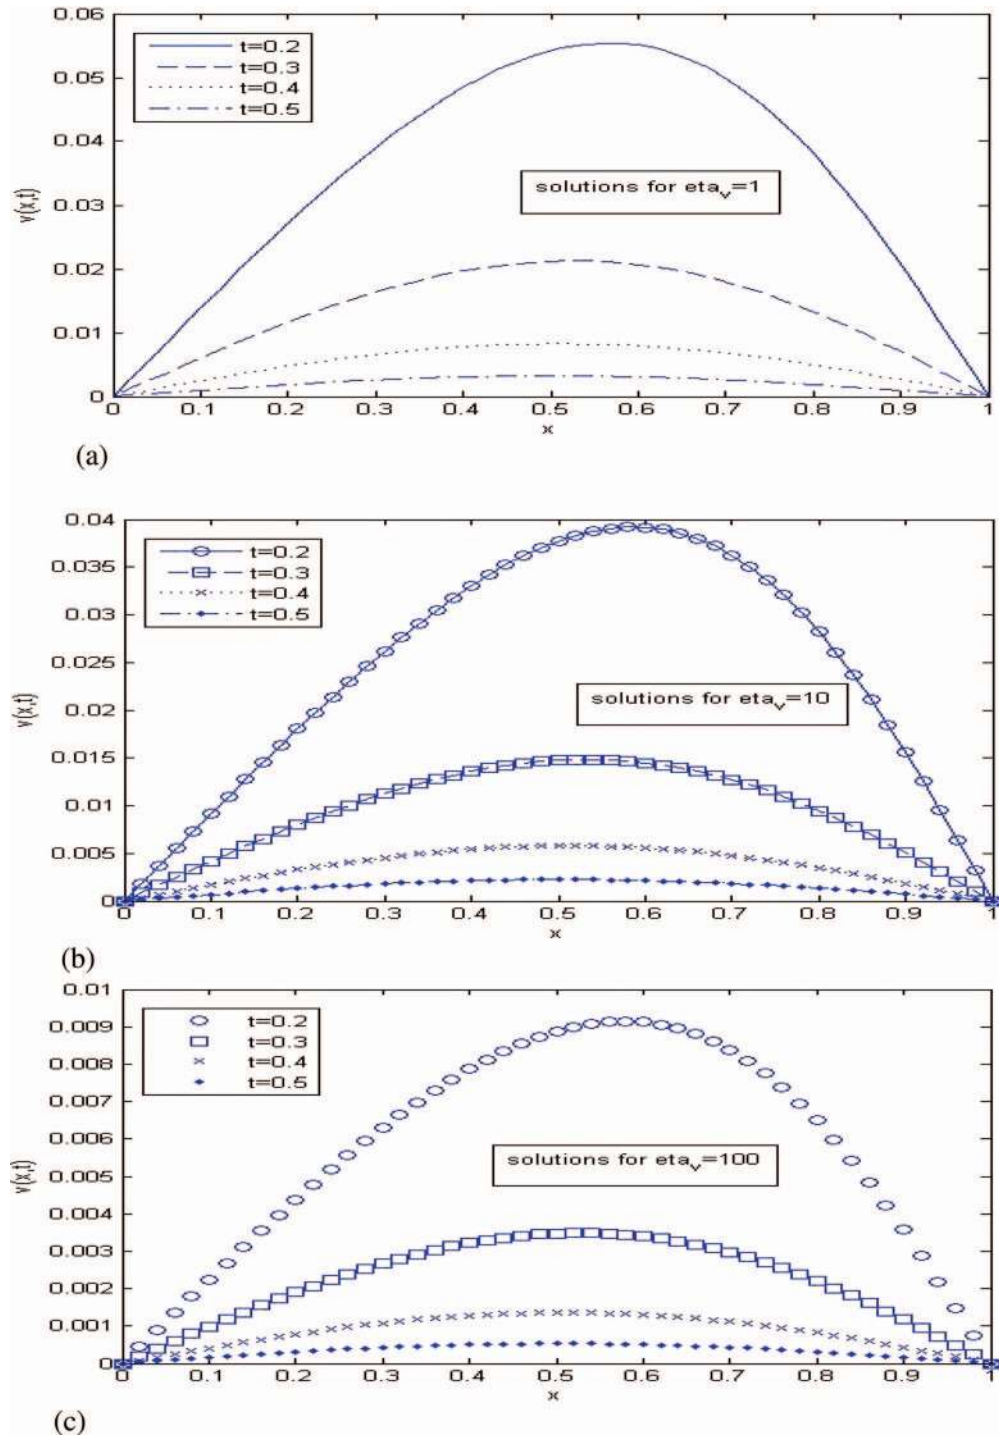 0.06
t=0.2
t=0.3
t=0.4
t=0.5
0.05
0.04
solutions for eta_v=1
0.03
v(x,t)
0.02
0.01
0
0 0.1 0.2 0.3 0.4 0.5 0.6 0.7 0.8 0.9 1
x
(a)
0.04
t=0.2
t=0.3
t=0.4
t=0.5
0.035
0.03
0.025
solutions for eta_v=10
0.02
v(x,t)
0.015
0.01
0.005
0
0 0.1 0.2 0.3 0.4 0.5 0.6 0.7 0.8 0.9 1
x
(b)
0.01
t=0.2
t=0.3
t=0.4
t=0.5
0.009
0.008
0.007
0.006
solutions for eta_v=100
0.005
v(x,t)
0.004
0.003
0.002
0.001
0
0 0.1 0.2 0.3 0.4 0.5 0.6 0.7 0.8 0.9 1
x
(c)